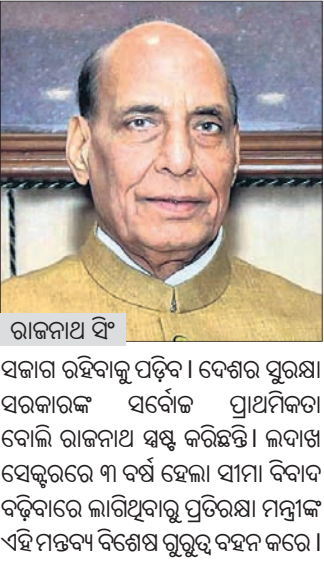 ରାଜନାଥ ସିଂ
ସଜାଗ ରହିବାକୁ ପଡ଼ିବ । ଦେଶର ସୁରକ୍ଷା
ସରକାରଙ୍କ ସର୍ବୋଚ୍ଚ ପ୍ରାଥମିକତା
ବୋଲି ରାଜନାଥ ସ୍ପଷ୍ଟ କରିଛନ୍ତି । ଲଦାଖ
ସେକ୍ଟରରେ ୩ ବର୍ଷ ହେଲା ସୀମା ବିବାଦ
ବଢ଼ିବାରେ ଲାଗିଥିବାରୁ ପ୍ରତିରକ୍ଷା ମନ୍ତ୍ରୀଙ୍କ
ଏହି ମନ୍ତବ୍ୟ ବିଶେଷ ଗୁରୁତ୍ୱ ବହନ କରେ ।